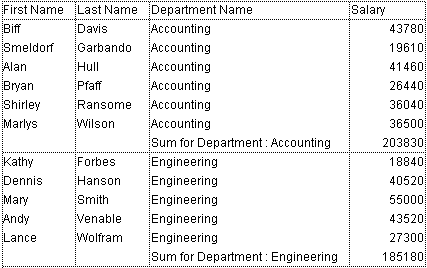 First Name Last Name Department Name Salary
Biff Davis Accounting 43780
Smeldorf Garbando Accounting 19610
Alan Hull Accounting 41460
Bryan Pfaff Accounting 26440
Shirley Ransome Accounting 36040
Marlys Wilson Accounting 36500
Sum for Department : Accounting 203830
Kathy Forbes Engineering 18840
Dennis Hanson Engineering 40520
Mary Smith Engineering 55000
Andy Venable Engineering 43520
Lance Wolfram Engineering 27300
Sum for Department : Engineering 185180